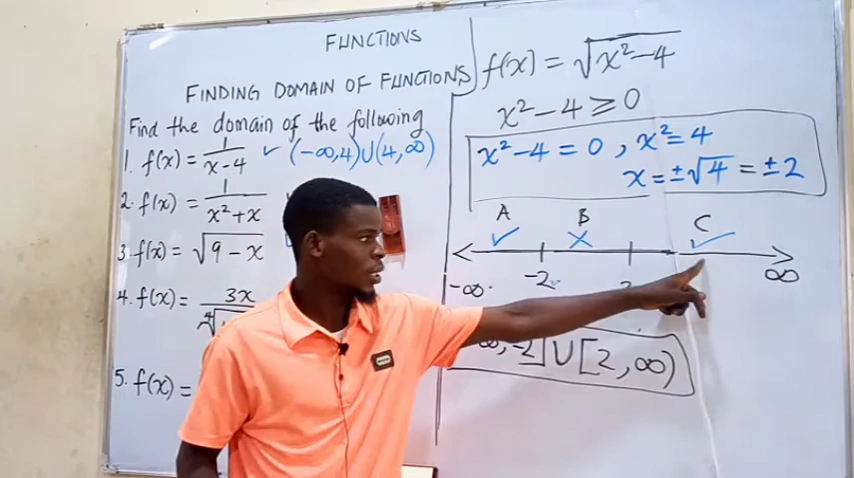 FUNCTIONS
FINDING DOMAIN OF FUNCTIONS
Find the domain of the following
1. f(x) = 1/(x-4) ✓ (-∞,4)∪(4,∞)
2. f(x) = 1/(x²+x)
3. f(x) = √(9-x)
4. f(x) = 3x
5. f(x) =
f(x) = √(x²-4)
x²-4 ≥ 0
x²-4 = 0, x² = 4
x = ±√4 = ±2
A B C
✓ × ✓
-∞ -2 ∞
∞, -2] ∪ [2, ∞)